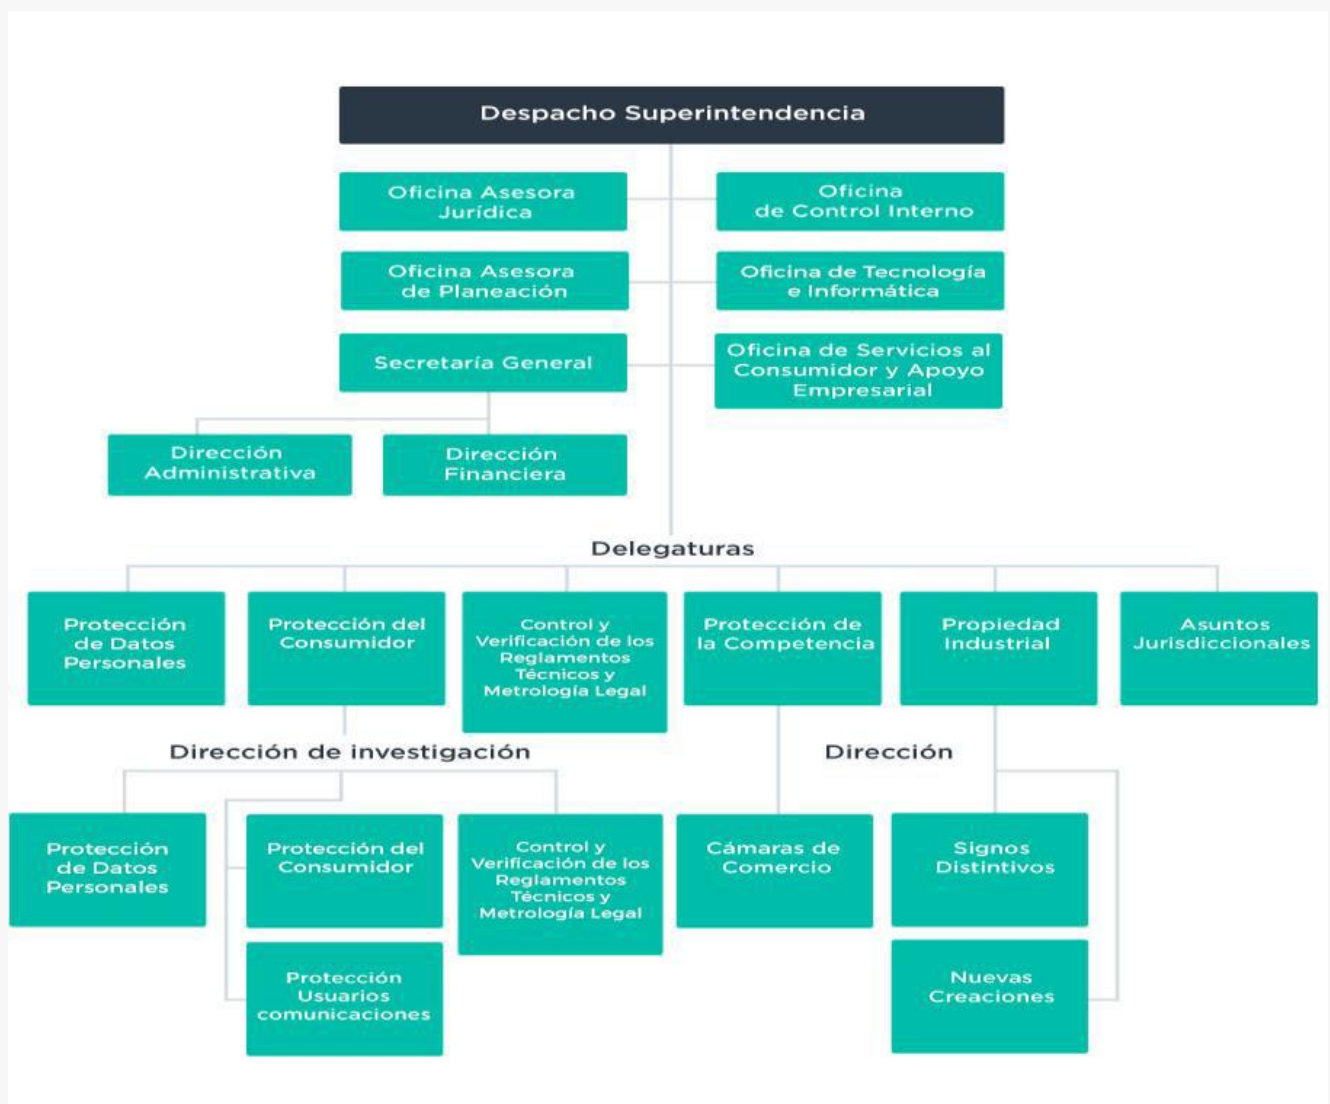 Despacho Superintendencia
Oficina Asesora
Jurídica
Oficina
de Control Interno
Oficina Asesora
de Planeación
Oficina de Tecnología
e Informática
Secretaría General
Oficina de Servicios al
Consumidor y Apoyo
Empresarial
Dirección
Administrativa
Dirección
Financiera
Delegaturas
Protección
de Datos
Personales
Protección del
Consumidor
Control y
Verificación de los
Reglamentos
Técnicos y
Metrología Legal
Protección de
la Competencia
Propiedad
Industrial
Asuntos
Jurisdiccionales
Dirección de investigación
Dirección
Protección
de Datos
Personales
Protección del
Consumidor
Control y
Verificación de los
Reglamentos
Técnicos y
Metrología Legal
Cámaras de
Comercio
Signos
Distintivos
Protección
Usuarios
comunicaciones
Nuevas
Creaciones